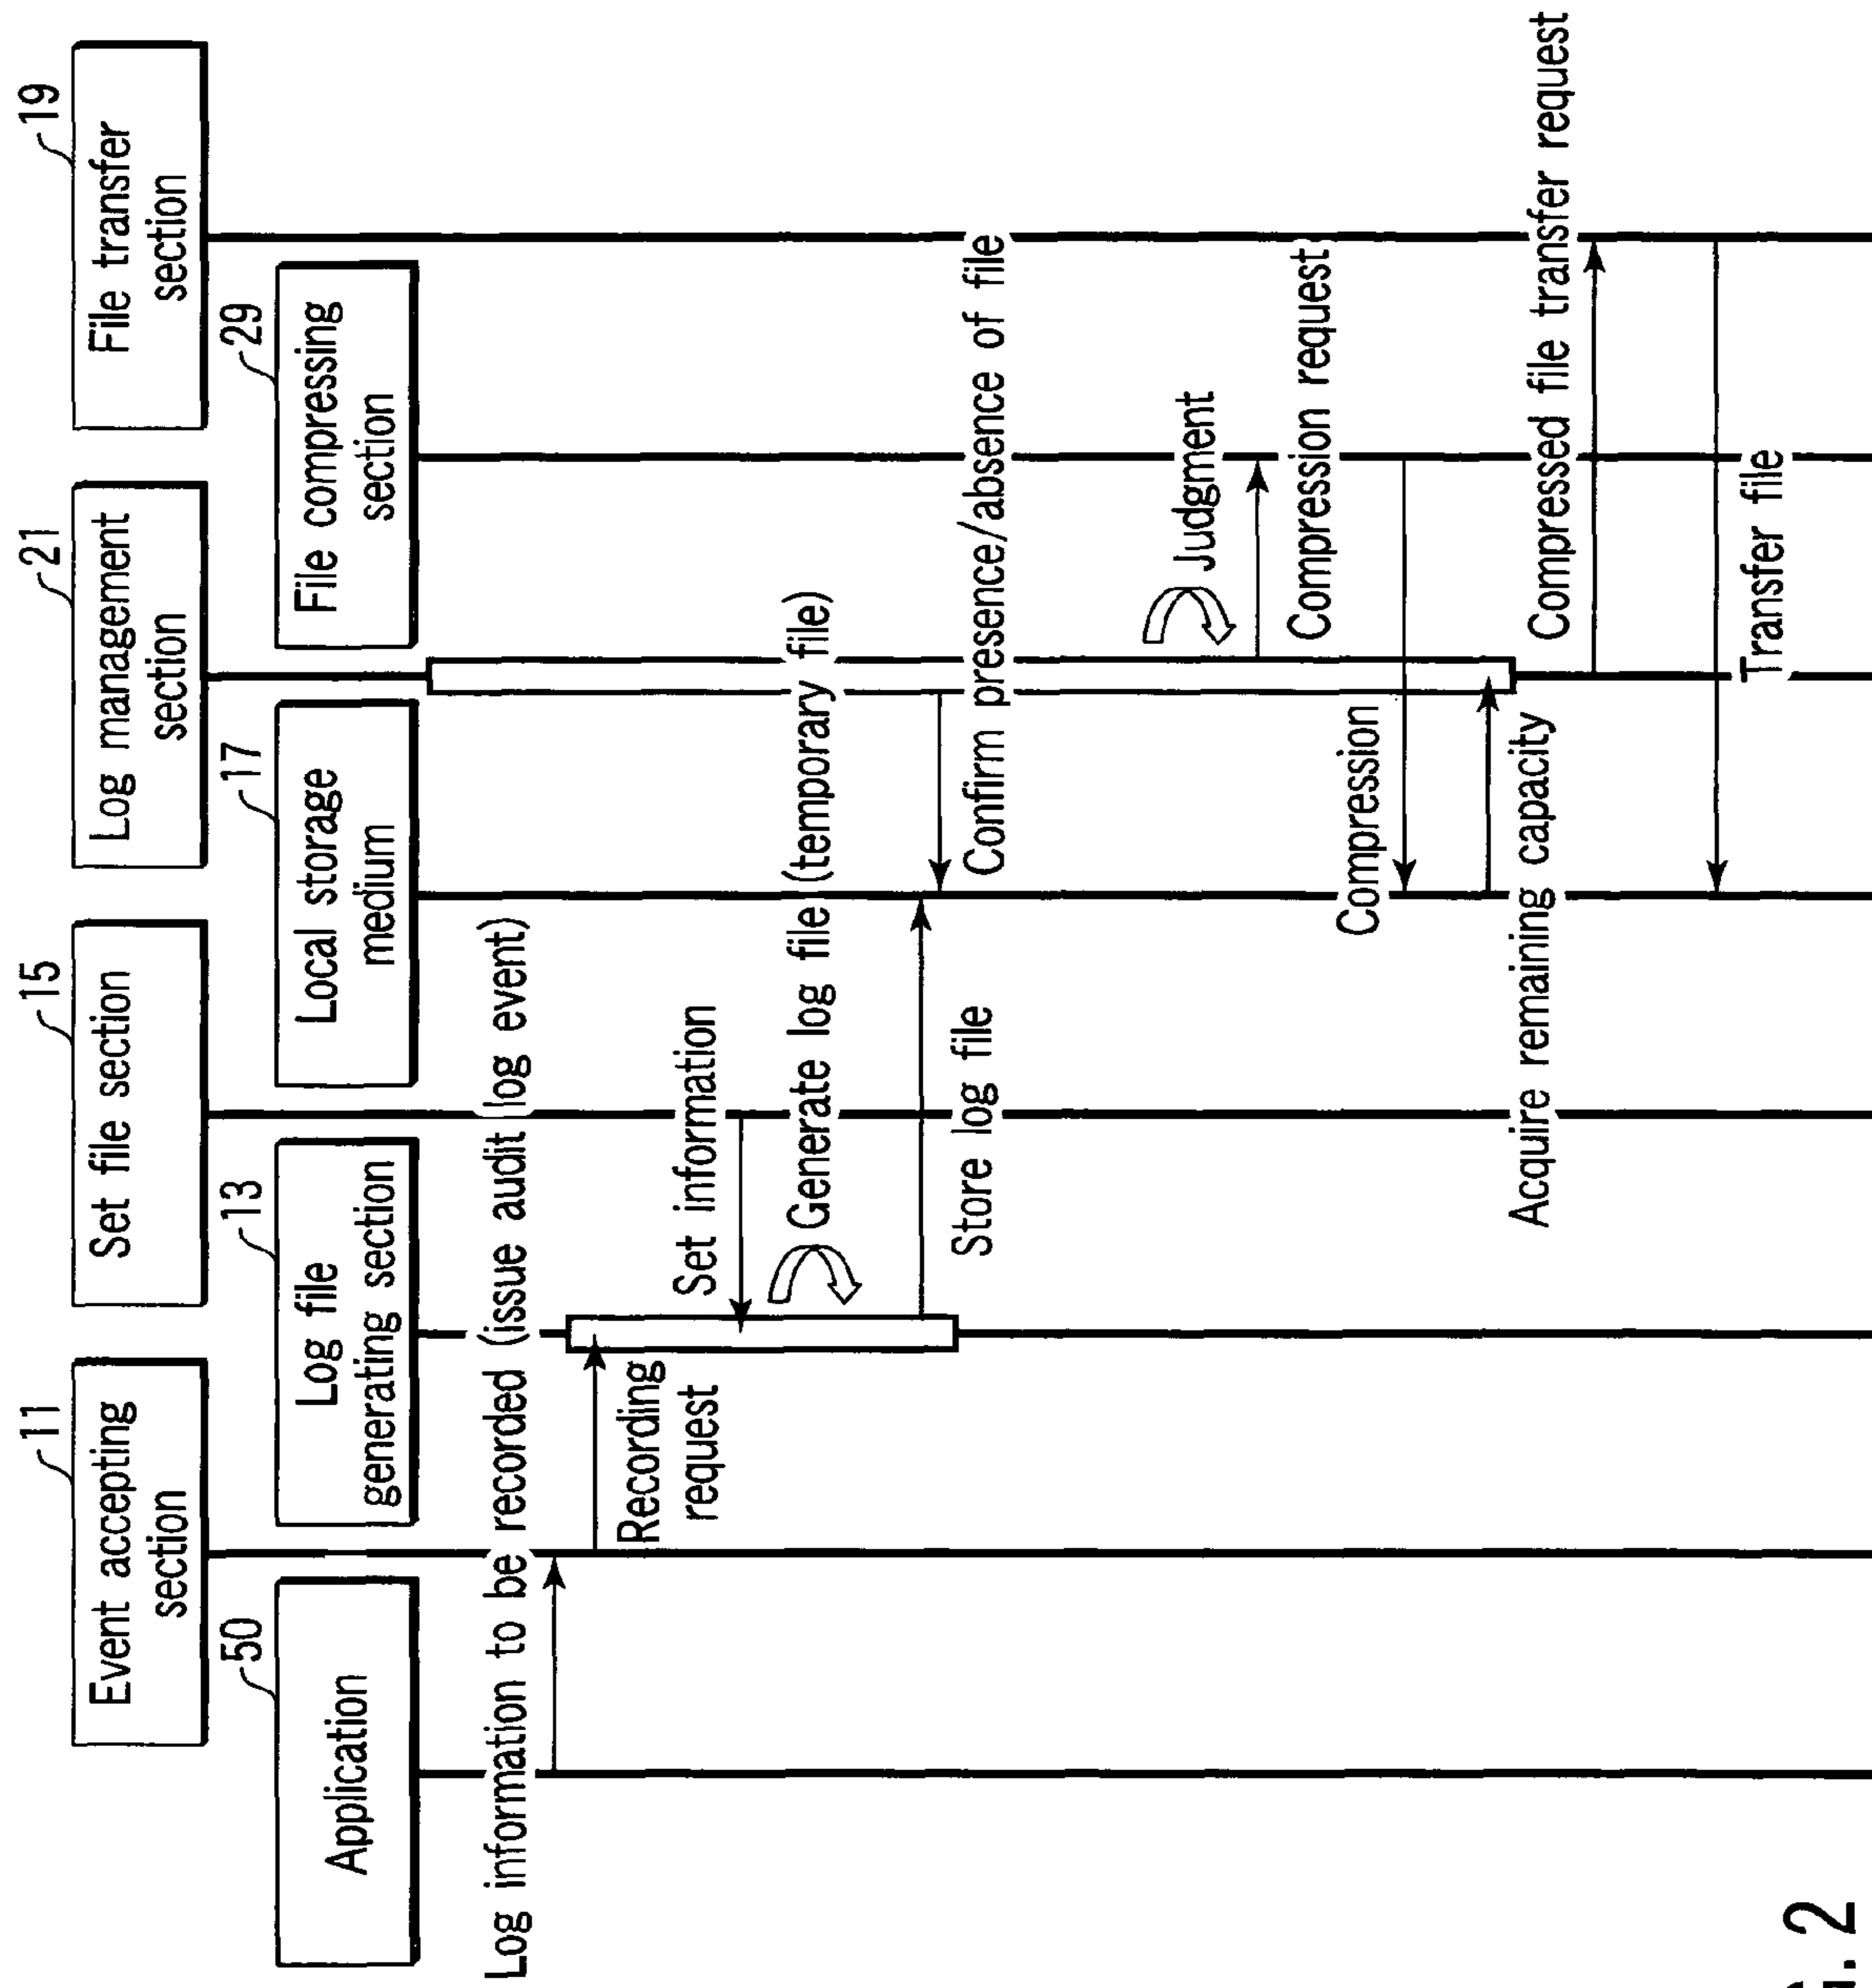 11
Event accepting
section
15
Set file section
21
Log management
section
19
File transfer
section
50
Application
13
Log file
generating section
17
Local storage
medium
29
File compressing
section
Log information to be recorded (issue audit log event)
Recording
request
Set information
Generate log file (temporary file)
Store log file
Confirm presence/absence of file
Judgment
Compression request
Compression
Acquire remaining capacity
Compressed file transfer request
Transfer file
G. 2